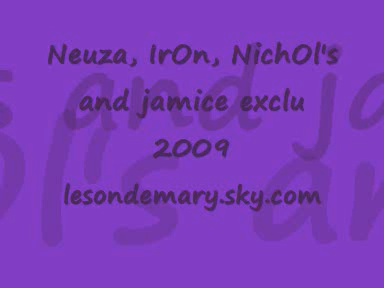 Neuza, IrOn, NichOl's
and jamice exclu
2009
lesondemary.sky.com